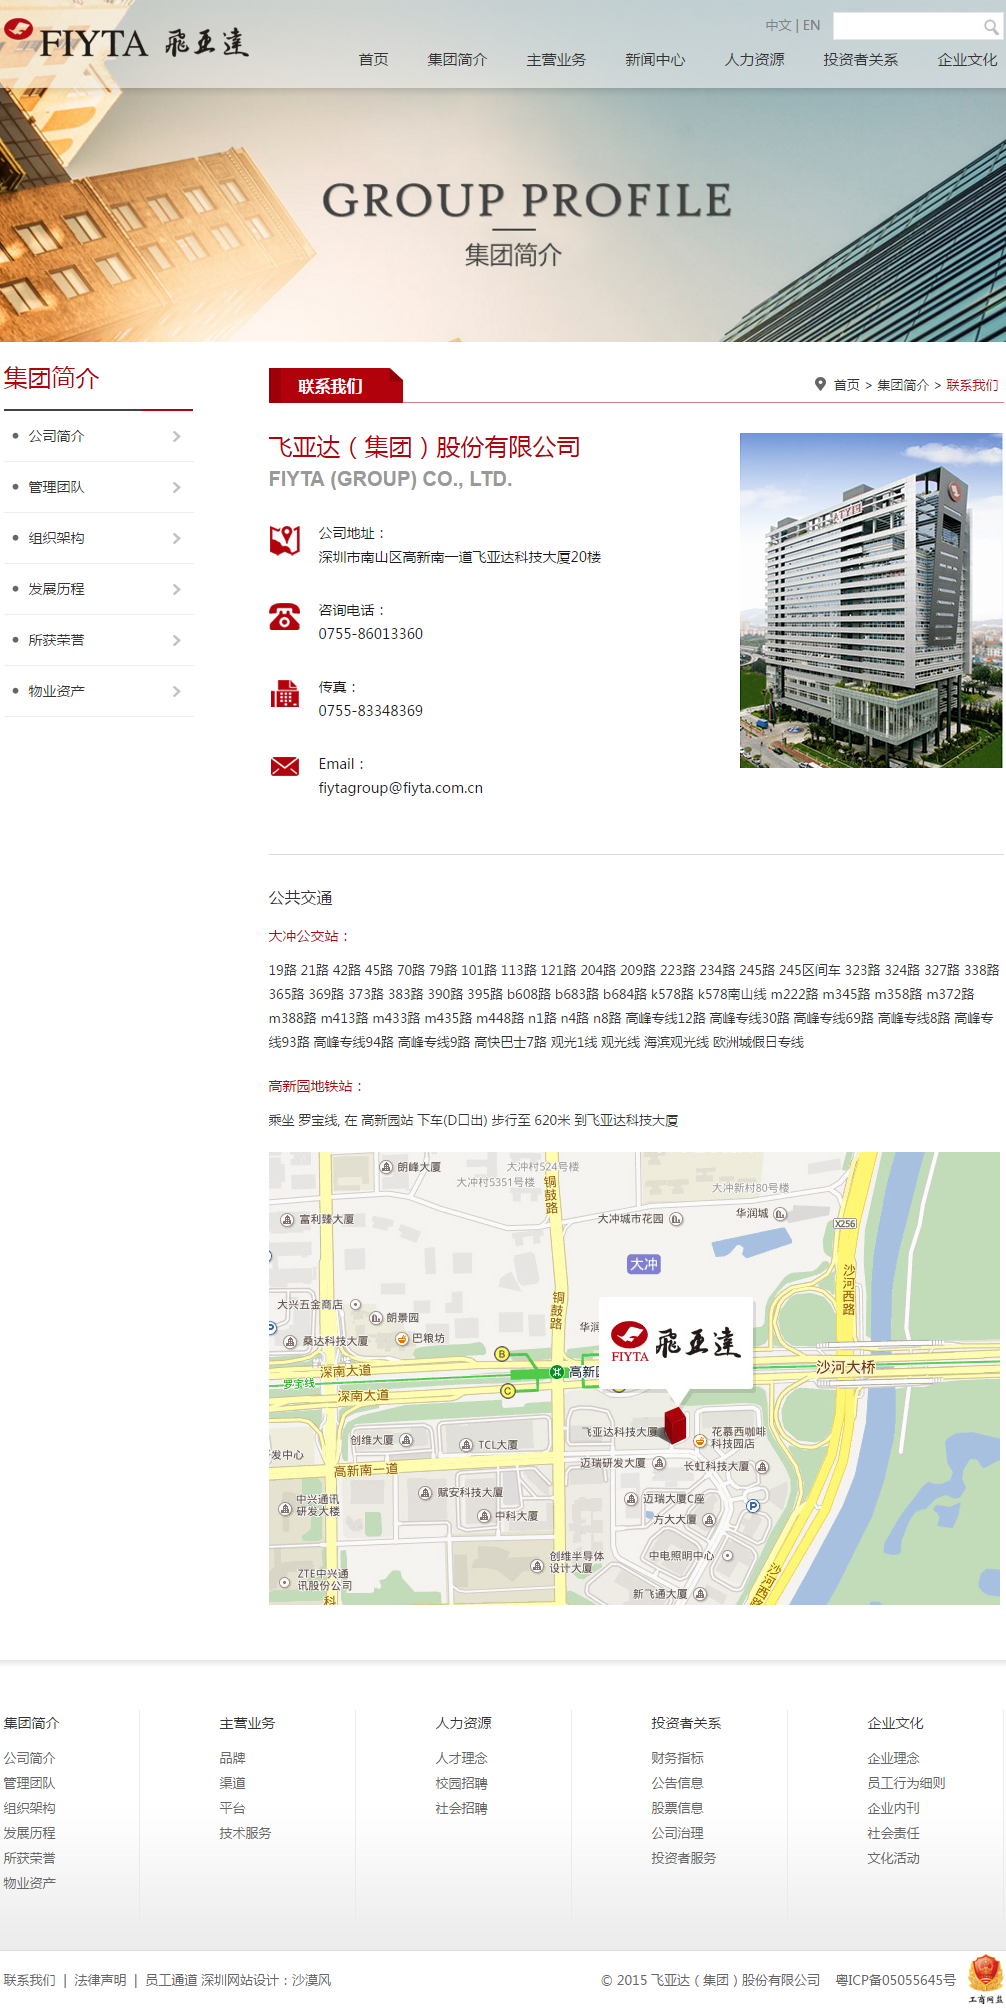 FIYTA 飞亚达
中文 | EN
首页 集团简介 主营业务 新闻中心 人力资源 投资者关系 企业文化
GROUP PROFILE
集团简介
集团简介
公司简介
管理团队
组织架构
发展历程
所获荣誉
物业资产
联系我们
首页 > 集团简介 > 联系我们
飞亚达（集团）股份有限公司
FIYTA (GROUP) CO., LTD.
公司地址：
深圳市南山区高新南一道飞亚达科技大厦20楼
咨询电话：
0755-86013360
传真：
0755-83348369
Email：
fiytagroup@fiyta.com.cn
FIYTA
公共交通
大冲公交站：
19路 21路 42路 45路 70路 79路 101路 113路 121路 204路 209路 223路 234路 245路 245区间车 323路 324路 327路 338路
365路 369路 373路 383路 390路 395路 b608路 b683路 b684路 k578路 k578南山线 m222路 m345路 m358路 m372路
m388路 m413路 m433路 m435路 m448路 n1路 n4路 n8路 高峰专线12路 高峰专线30路 高峰专线69路 高峰专线8路 高峰专
线93路 高峰专线94路 高峰专线9路 高快巴士7路 观光1线 观光线 海滨观光线 欧洲城假日专线
高新园地铁站：
乘坐 罗宝线, 在 高新园站 下车(D口出) 步行至 620米 到飞亚达科技大厦
朗峰大厦
大冲村524号楼
大冲村5351号楼
铜鼓路
大冲新村80号楼
富利臻大厦
大冲城市花园
华润城
X256
大冲
沙河西路
大兴五金商店
朗景园
铜鼓路
P
桑达科技大厦
巴粮坊
华润
FIYTA 飞亚达
B
深南大道
罗宝线
高新园
沙河大桥
深南大道
C
创维大厦
TCL大厦
飞亚达科技大厦
花慕西咖啡
科技园店
发中心
高新南一道
迈瑞研发大厦
长虹科技大厦
中兴通讯
研发大楼
赋安科技大厦
迈瑞大厦C座
P
中科大厦
方大大厦
创维半导体
设计大厦
中电照明中心
ZTE中兴通
讯股份公司
新飞通大厦
沙河西路
科
集团简介 主营业务 人力资源 投资者关系 企业文化
公司简介 品牌 人才理念 财务指标 企业理念
管理团队 渠道 校园招聘 公告信息 员工行为细则
组织架构 平台 社会招聘 股票信息 企业内刊
发展历程 技术服务 公司治理 社会责任
所获荣誉 投资者服务 文化活动
物业资产
联系我们 | 法律声明 | 员工通道 深圳网站设计：沙漠风
© 2015 飞亚达（集团）股份有限公司 粤ICP备05055645号
工商网监